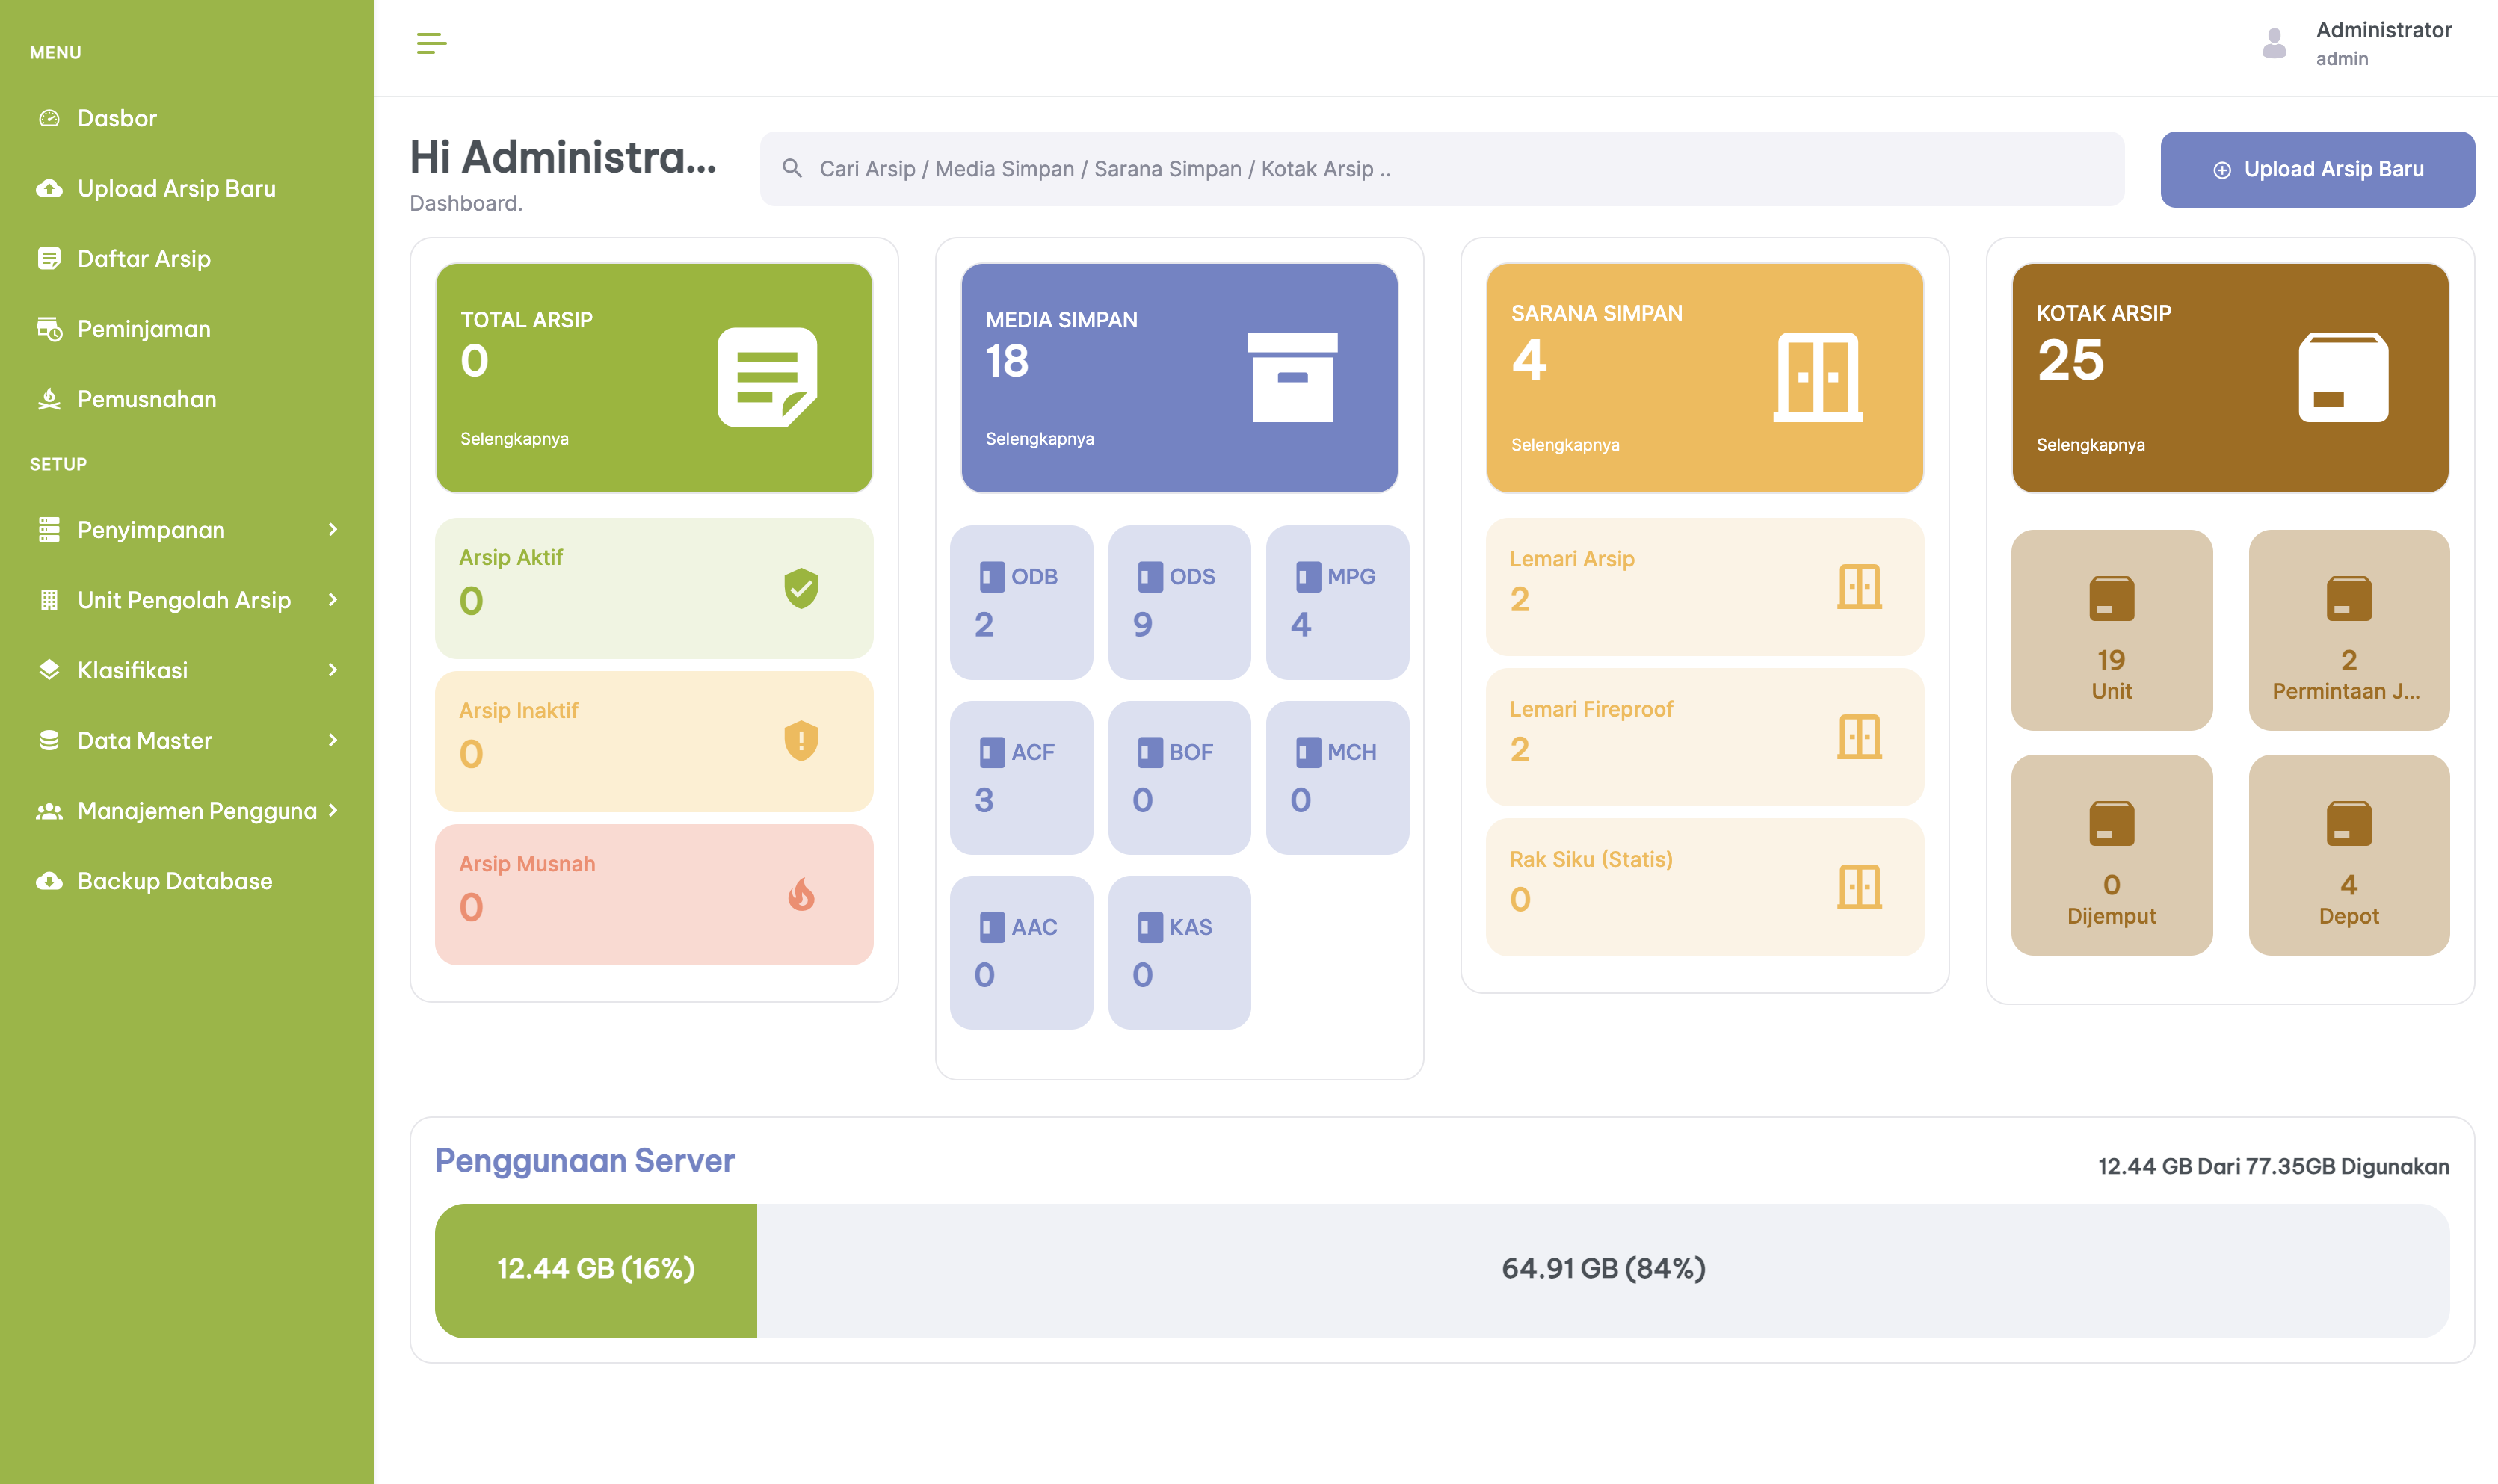 MENU
Dasbor
Upload Arsip Baru
Daftar Arsip
Peminjaman
Pemusnahan
SETUP
Penyimpanan
Unit Pengolah Arsip
Klasifikasi
Data Master
Manajemen Pengguna
Backup Database
Administrator
admin
Hi Administra...
Dashboard.
Cari Arsip / Media Simpan / Sarana Simpan / Kotak Arsip ..
Upload Arsip Baru
TOTAL ARSIP
0
Selengkapnya
Arsip Aktif
0
Arsip Inaktif
0
Arsip Musnah
0
MEDIA SIMPAN
18
Selengkapnya
ODB
2
ODS
9
MPG
4
ACF
3
BOF
0
MCH
0
AAC
0
KAS
0
SARANA SIMPAN
4
Selengkapnya
Lemari Arsip
2
Lemari Fireproof
2
Rak Siku (Statis)
0
KOTAK ARSIP
25
Selengkapnya
19
Unit
2
Permintaan J...
0
Dijemput
4
Depot
Penggunaan Server
12.44 GB Dari 77.35GB Digunakan
12.44 GB (16%)
64.91 GB (84%)